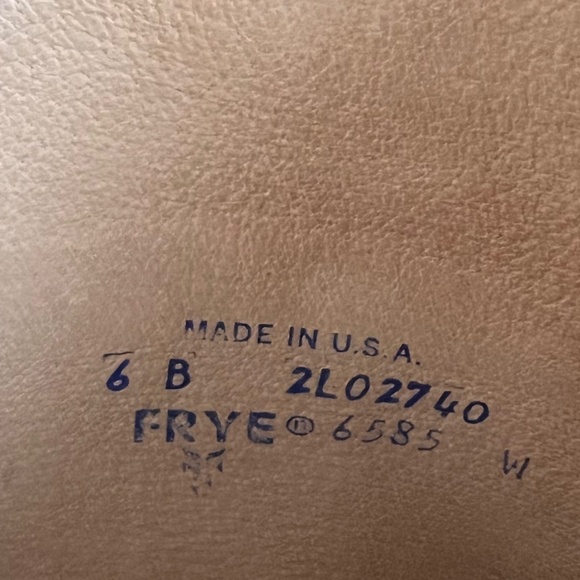 MADE IN U.S.A.
6 B 2L02740
FRYE ® 6585
W